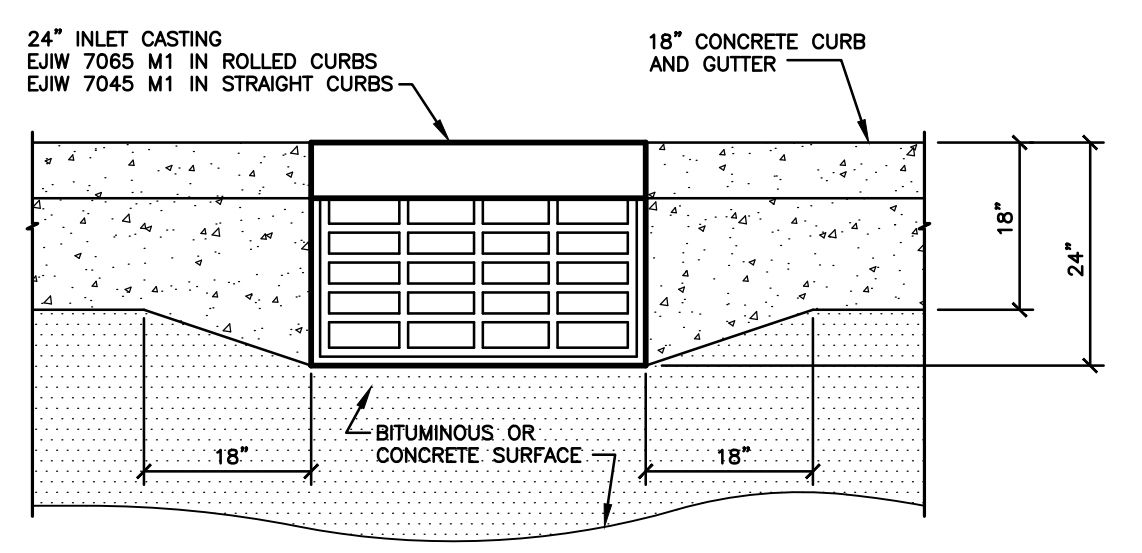 24” INLET CASTING
EJIW 7065 M1 IN ROLLED CURBS
EJIW 7045 M1 IN STRAIGHT CURBS
18” CONCRETE CURB
AND GUTTER
18”
24”
BITUMINOUS OR
CONCRETE SURFACE
18”
18”